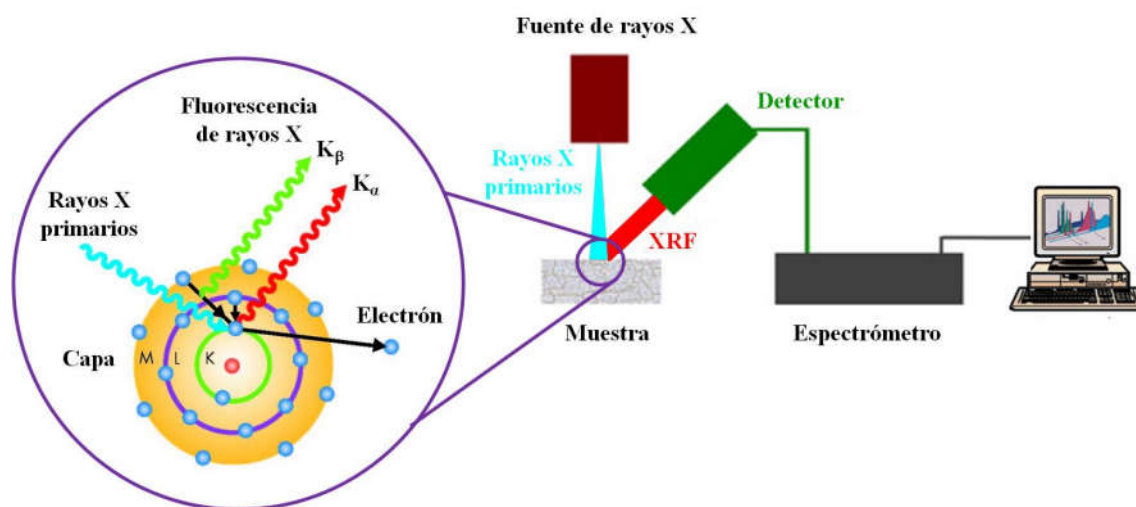 Fuente de rayos X
Fluorescencia
de rayos X
Kβ
Kα
Rayos X
primarios
Electrón
Capa
M L K
Detector
Rayos X
primarios
XRF
Muestra
Espectrómetro